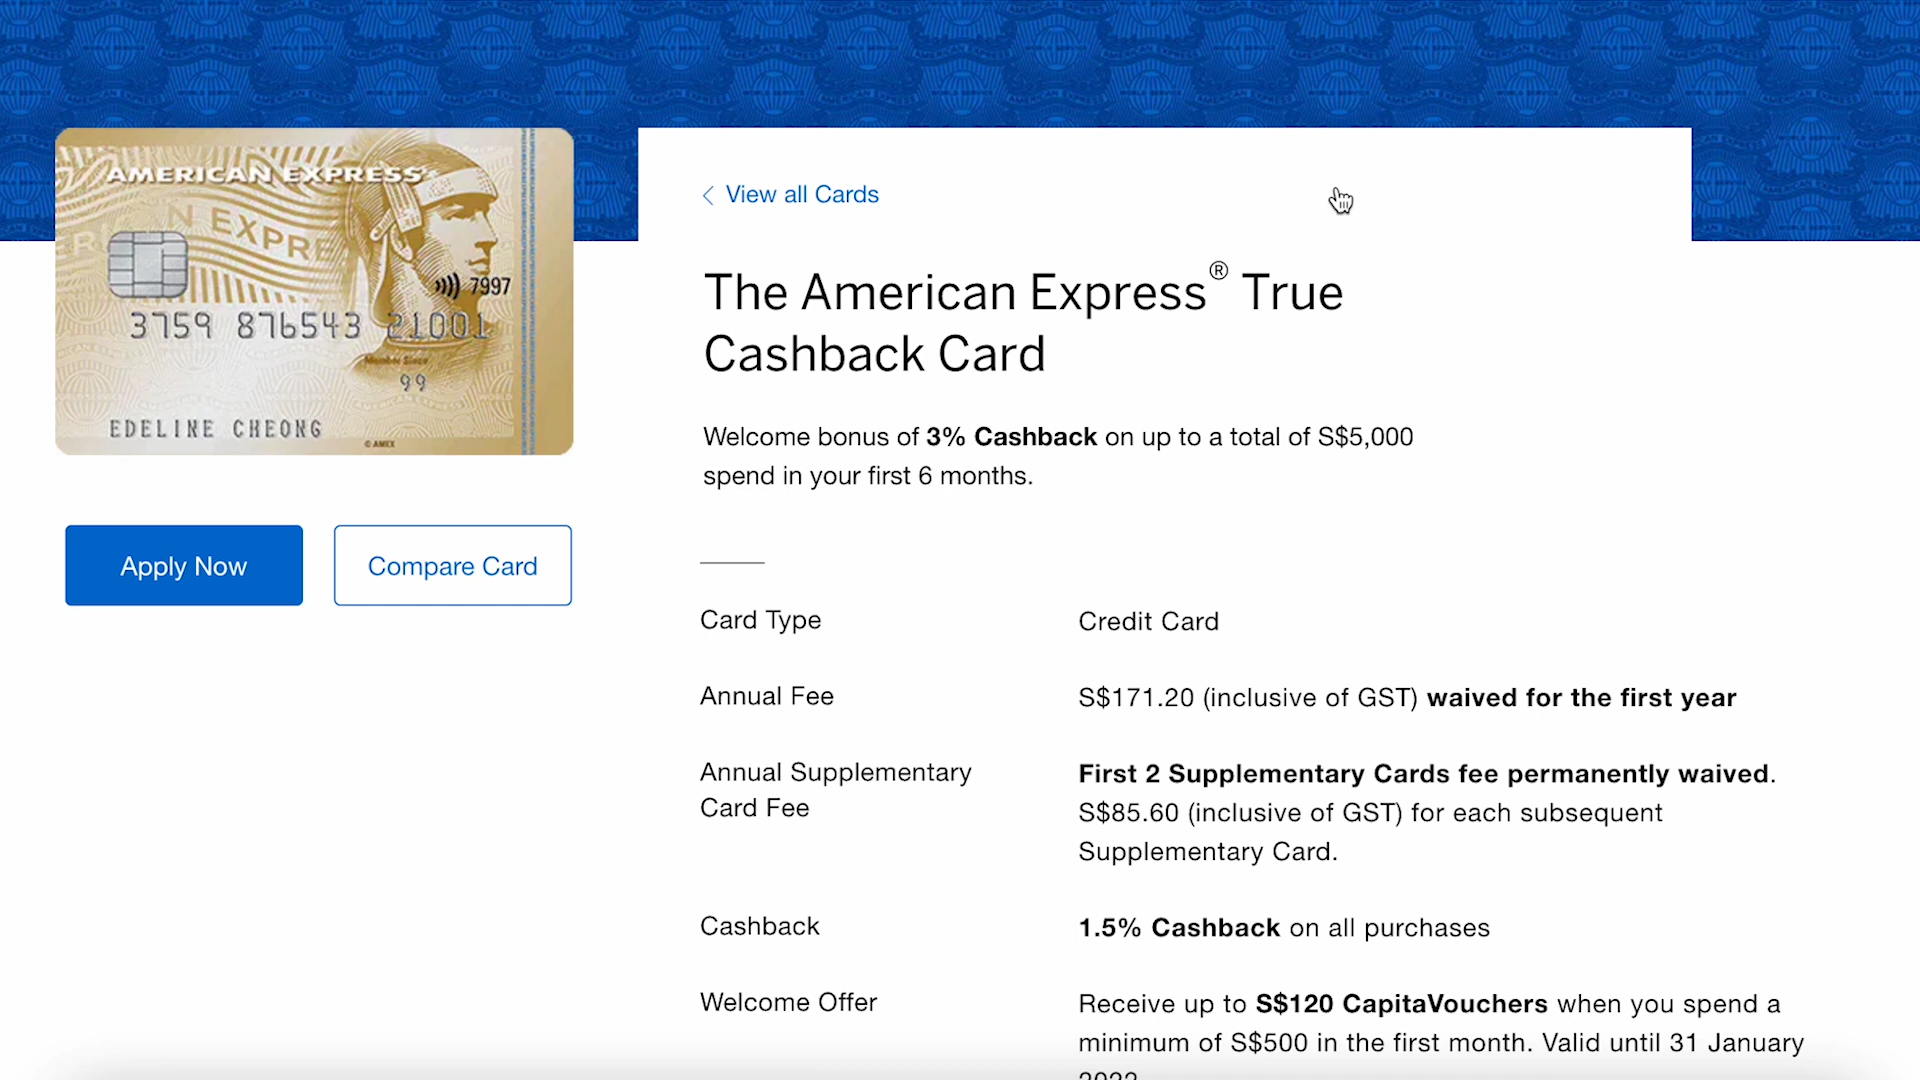 AMERICAN EXPRESS
7997
3759 876543 21001
Member Since
99
EDELINE CHEONG
© AMEX
Apply Now
Compare Card
View all Cards
The American Express® True
Cashback Card
Welcome bonus of 3% Cashback on up to a total of S$5,000
spend in your first 6 months.
Card Type
Credit Card
Annual Fee
S$171.20 (inclusive of GST) waived for the first year
Annual Supplementary
Card Fee
First 2 Supplementary Cards fee permanently waived.
S$85.60 (inclusive of GST) for each subsequent
Supplementary Card.
Cashback
1.5% Cashback on all purchases
Welcome Offer
Receive up to S$120 CapitaVouchers when you spend a
minimum of S$500 in the first month. Valid until 31 January